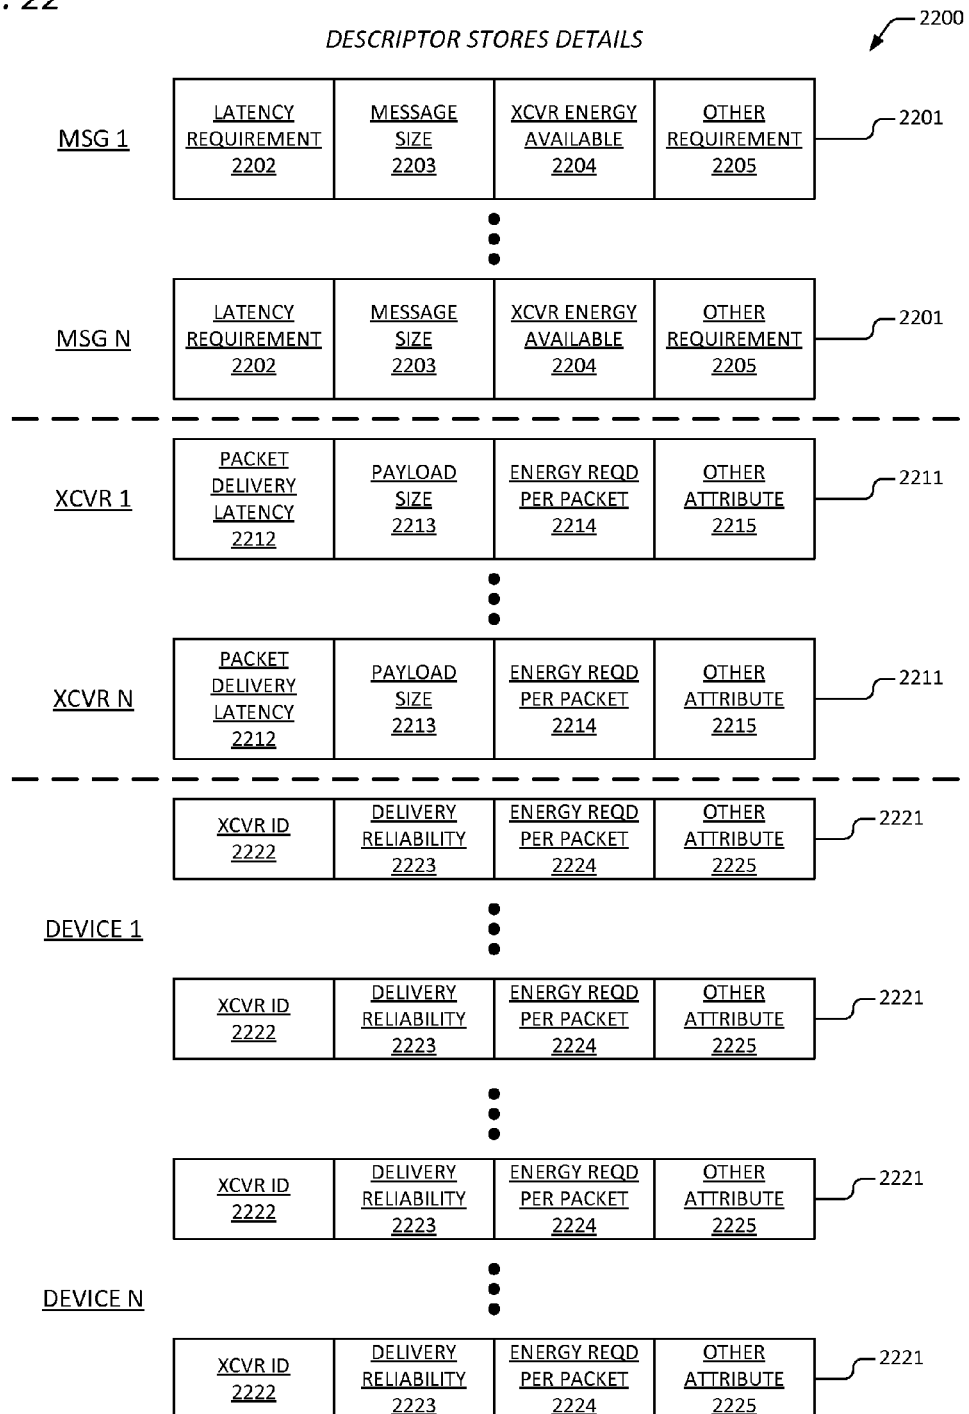 . 22
DESCRIPTOR STORES DETAILS
2200
MSG 1
LATENCY
REQUIREMENT
2202
MESSAGE
SIZE
2203
XCVR ENERGY
AVAILABLE
2204
OTHER
REQUIREMENT
2205
2201
MSG N
LATENCY
REQUIREMENT
2202
MESSAGE
SIZE
2203
XCVR ENERGY
AVAILABLE
2204
OTHER
REQUIREMENT
2205
2201
XCVR 1
PACKET
DELIVERY
LATENCY
2212
PAYLOAD
SIZE
2213
ENERGY REQD
PER PACKET
2214
OTHER
ATTRIBUTE
2215
2211
XCVR N
PACKET
DELIVERY
LATENCY
2212
PAYLOAD
SIZE
2213
ENERGY REQD
PER PACKET
2214
OTHER
ATTRIBUTE
2215
2211
DEVICE 1
XCVR ID
2222
DELIVERY
RELIABILITY
2223
ENERGY REQD
PER PACKET
2224
OTHER
ATTRIBUTE
2225
2221
XCVR ID
2222
DELIVERY
RELIABILITY
2223
ENERGY REQD
PER PACKET
2224
OTHER
ATTRIBUTE
2225
2221
DEVICE N
XCVR ID
2222
DELIVERY
RELIABILITY
2223
ENERGY REQD
PER PACKET
2224
OTHER
ATTRIBUTE
2225
2221
XCVR ID
2222
DELIVERY
RELIABILITY
2223
ENERGY REQD
PER PACKET
2224
OTHER
ATTRIBUTE
2225
2221